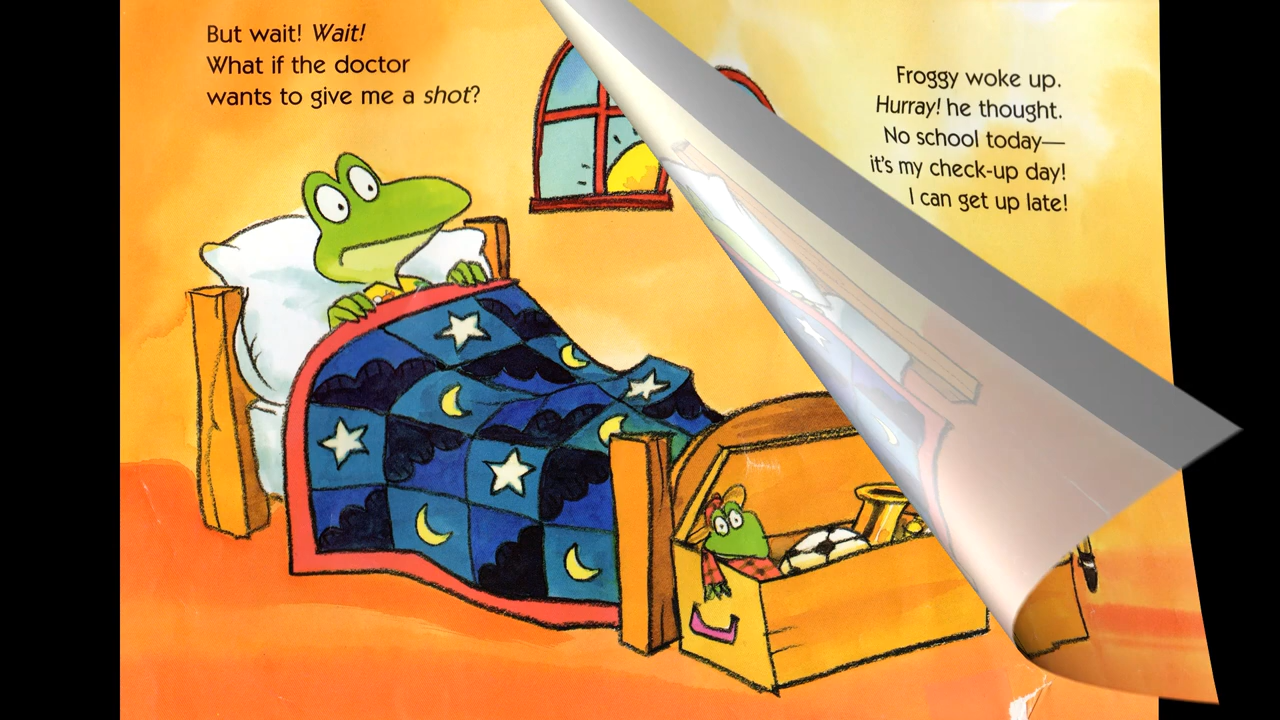 But wait! Wait!
What if the doctor
wants to give me a shot?
Froggy woke up.
Hurray! he thought.
No school today—
it's my check-up day!
I can get up late!